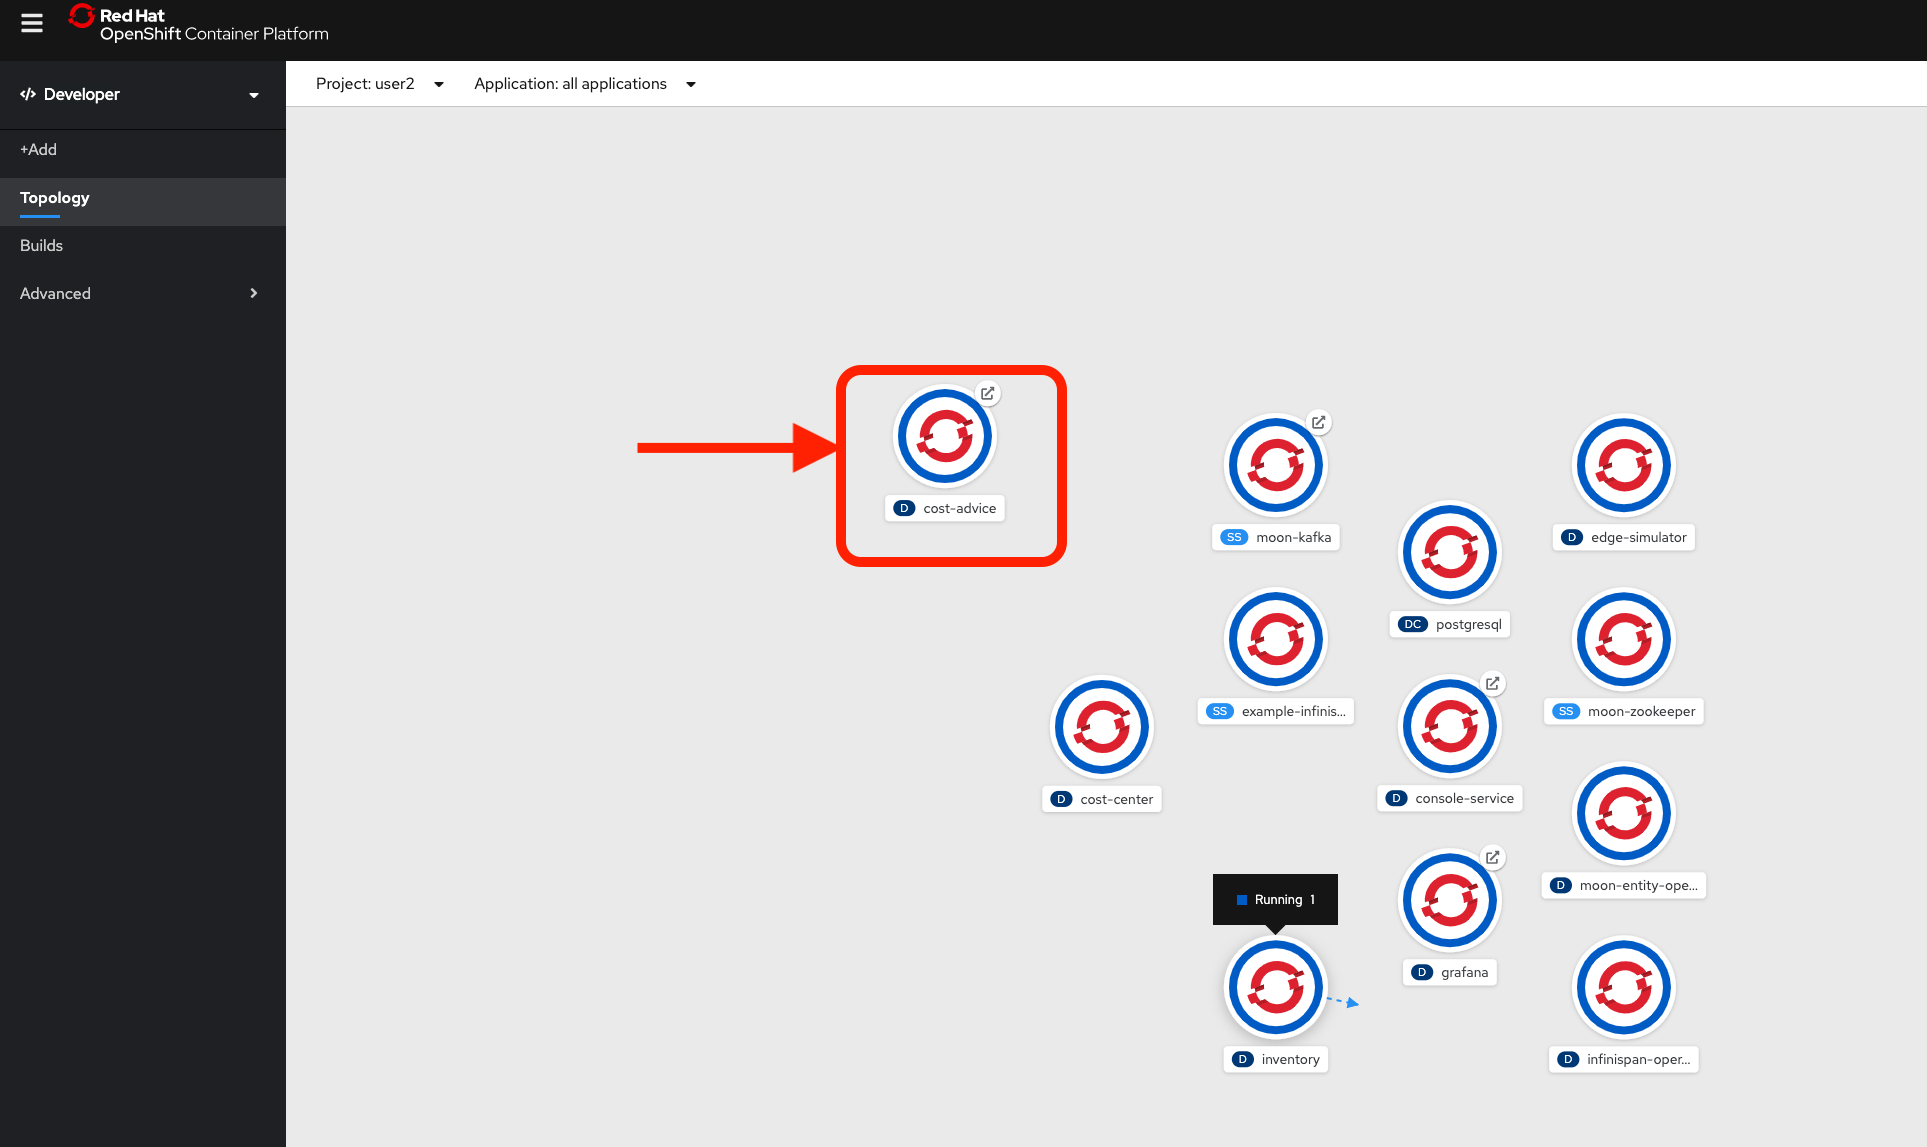 Red Hat
OpenShift Container Platform
Developer
Project: user2
Application: all applications
+Add
Topology
Builds
Advanced
D cost-advice
SS moon-kafka
D edge-simulator
DC postgresql
SS example-infinis...
SS moon-zookeeper
D cost-center
D console-service
D moon-entity-ope...
Running 1
D grafana
D inventory
D infinispan-oper...